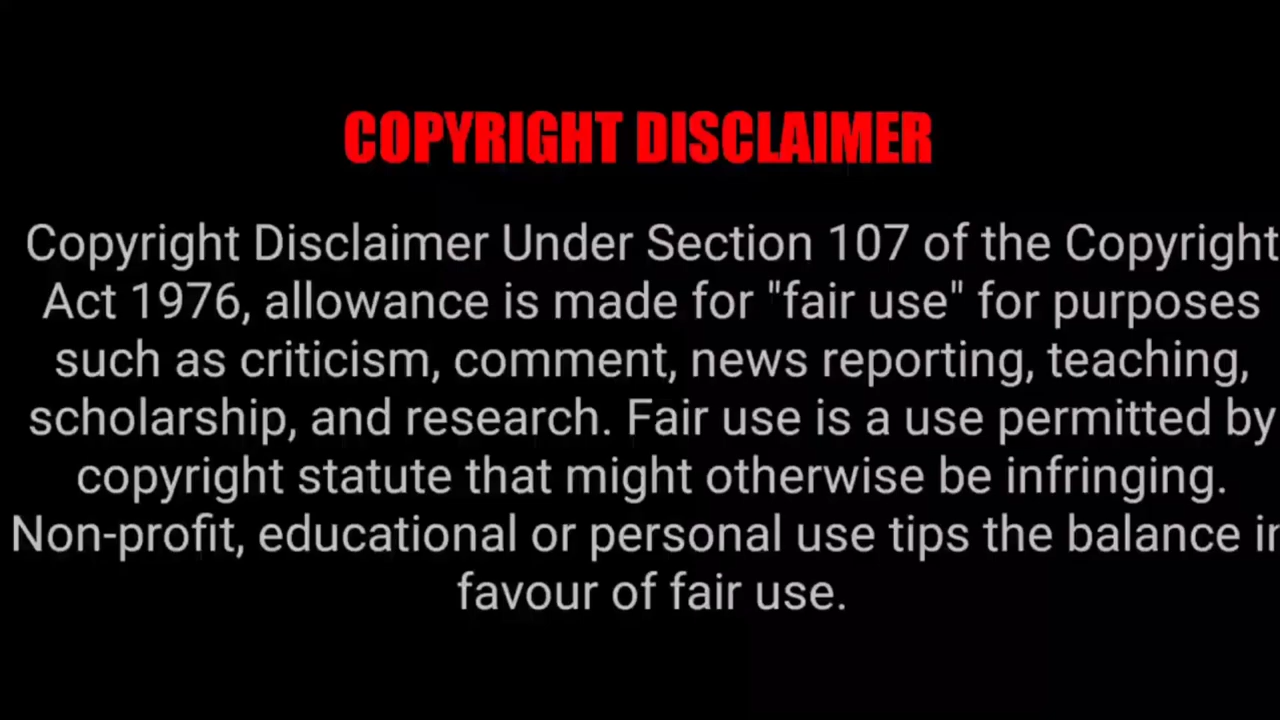 COPYRIGHT DISCLAIMER
Copyright Disclaimer Under Section 107 of the Copyright
Act 1976, allowance is made for "fair use" for purposes
such as criticism, comment, news reporting, teaching,
scholarship, and research. Fair use is a use permitted by
copyright statute that might otherwise be infringing.
Non-profit, educational or personal use tips the balance in
favour of fair use.